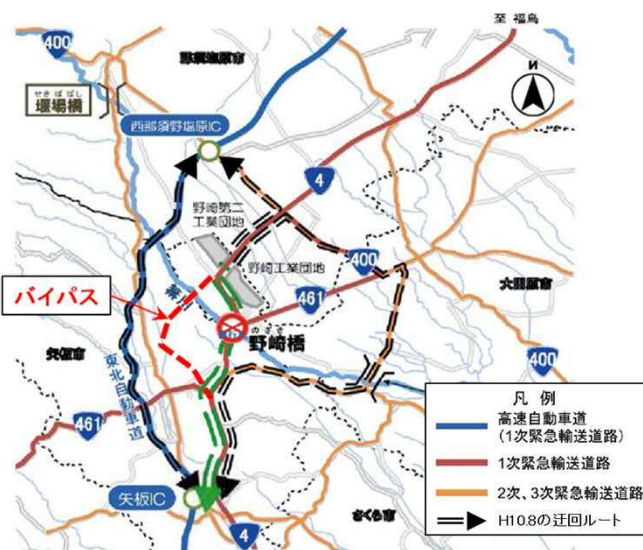 至 福島
400
那須塩原市
せきばばし
堰場橋
西那須野塩原IC
N
4
野崎第二
工業団地
野崎工業団地
400
バイパス
箒川
461
大田原市
のざき
野崎橋
矢板市
東北自動車道
400
461
矢板IC
4
さくら市
凡 例
高速自動車道
(1次緊急輸送道路)
1次緊急輸送道路
2次、3次緊急輸送道路
H10.8の迂回ルート